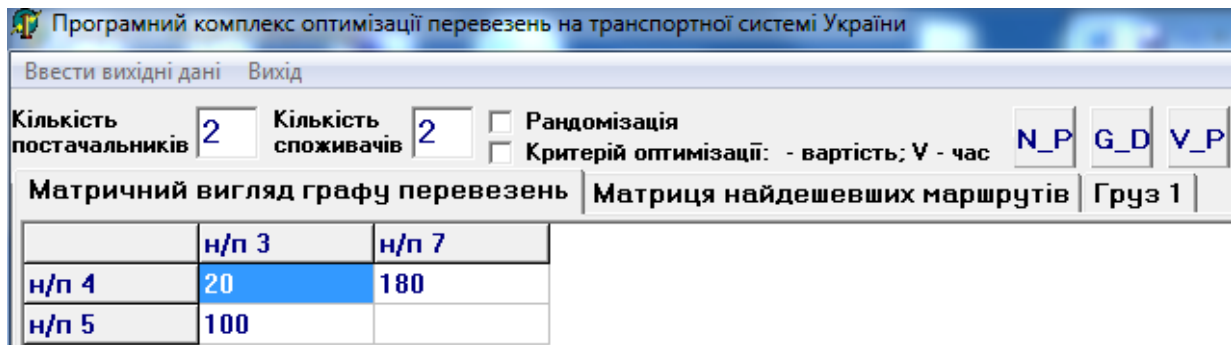 Програмний комплекс оптимізації перевезень на транспортної системі України
Ввести вихідні дані Вихід
Кількість постачальників 2 Кількість споживачів 2 Рандомізація
Критерій оптимізації: - вартість; V - час N_P G_D V_P
Матричний вигляд графу перевезень Матриця найдешевших маршрутів Груз 1
н/п 3 н/п 7
н/п 4 20 180
н/п 5 100